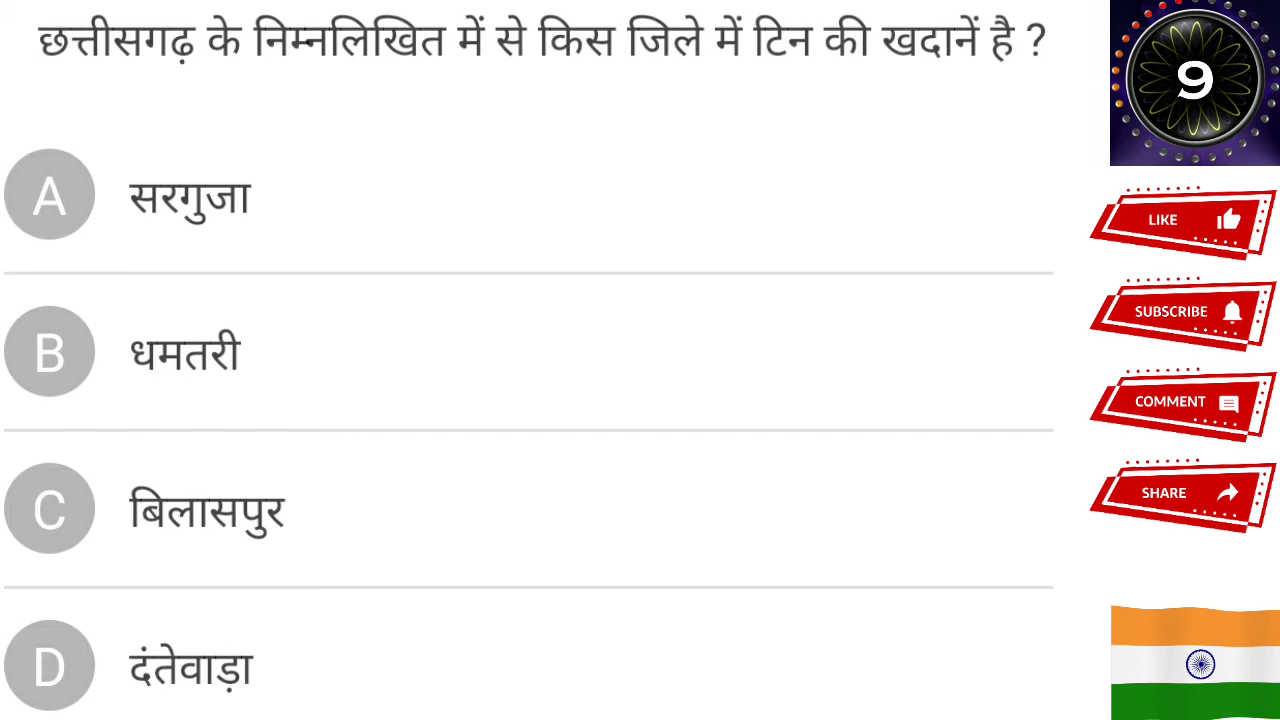 छत्तीसगढ़ के निम्नलिखित में से किस जिले में टिन की खदानें है ?
9
A सरगुजा
LIKE
B धमतरी
SUBSCRIBE
COMMENT
C बिलासपुर
SHARE
D दंतेवाड़ा